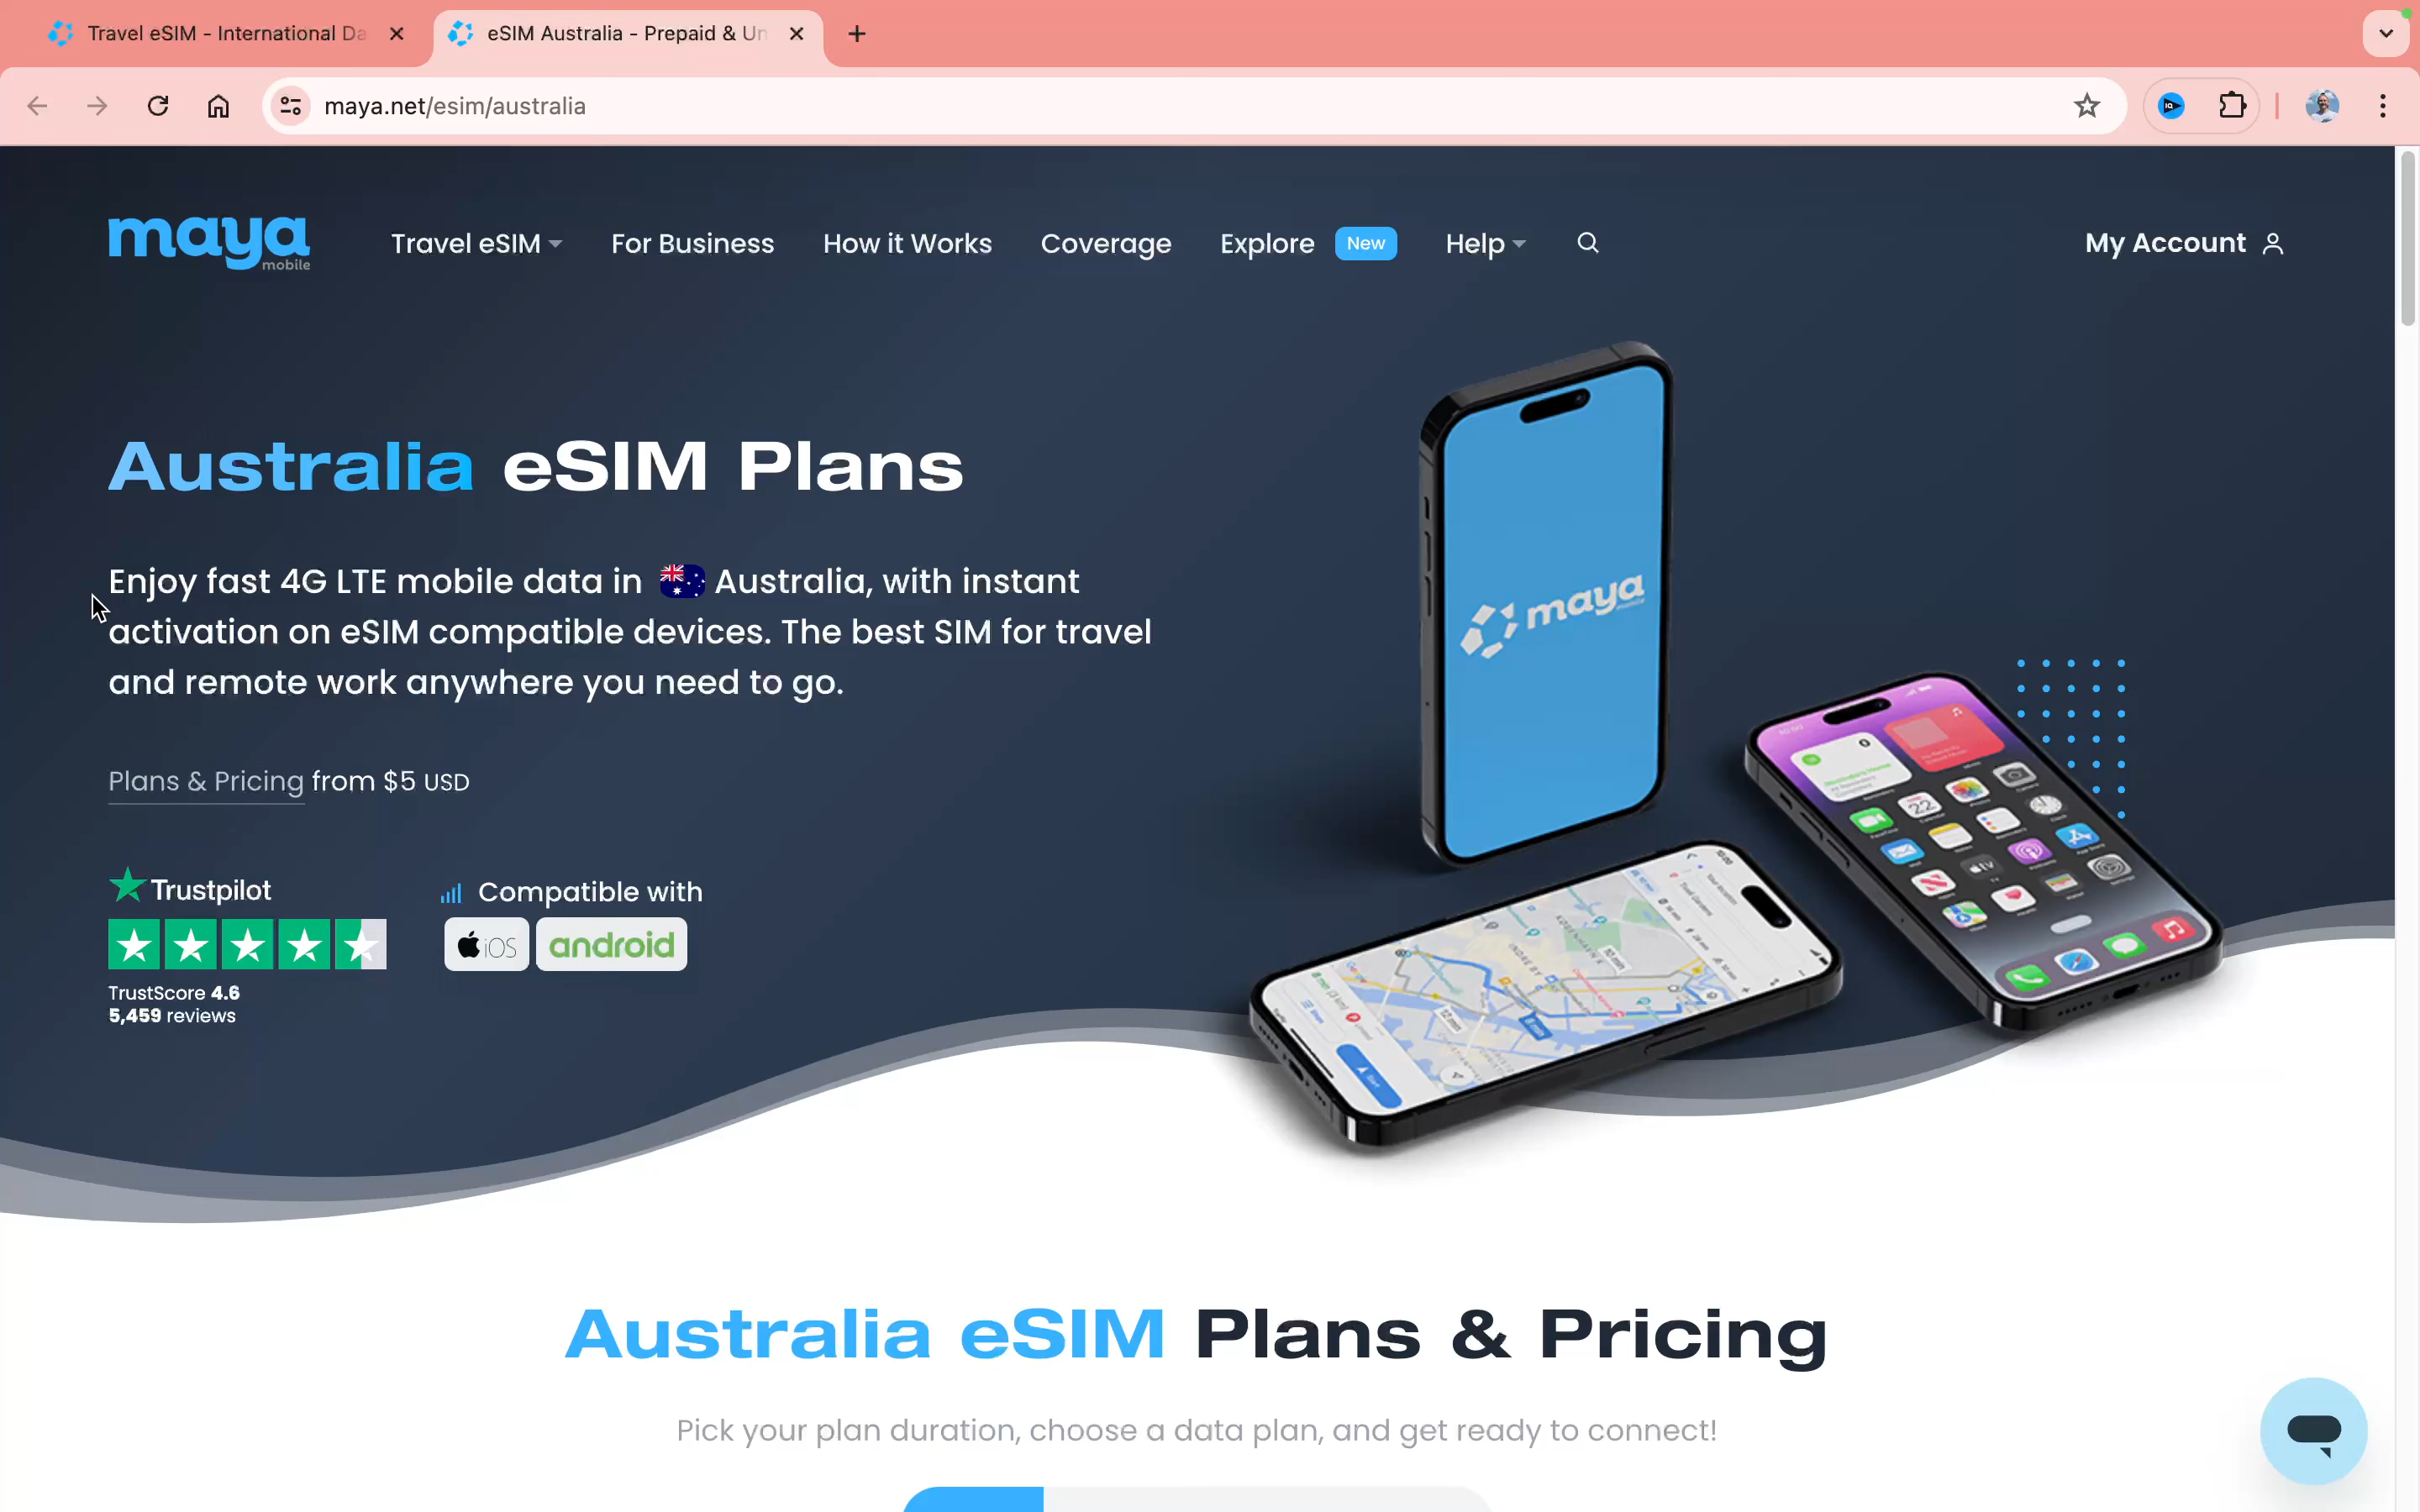 Travel eSIM - International Da
eSIM Australia - Prepaid & Un
maya.net/esim/australia
maya
mobile
Travel eSIM
For Business
How it Works
Coverage
Explore
New
Help
My Account
Australia eSIM Plans
Enjoy fast 4G LTE mobile data in Australia, with instant
activation on eSIM compatible devices. The best SIM for travel
and remote work anywhere you need to go.
Plans & Pricing from $5 USD
Trustpilot
TrustScore 4.6
5,459 reviews
Compatible with
iOS
android
maya
mobile
Australia eSIM Plans & Pricing
Pick your plan duration, choose a data plan, and get ready to connect!